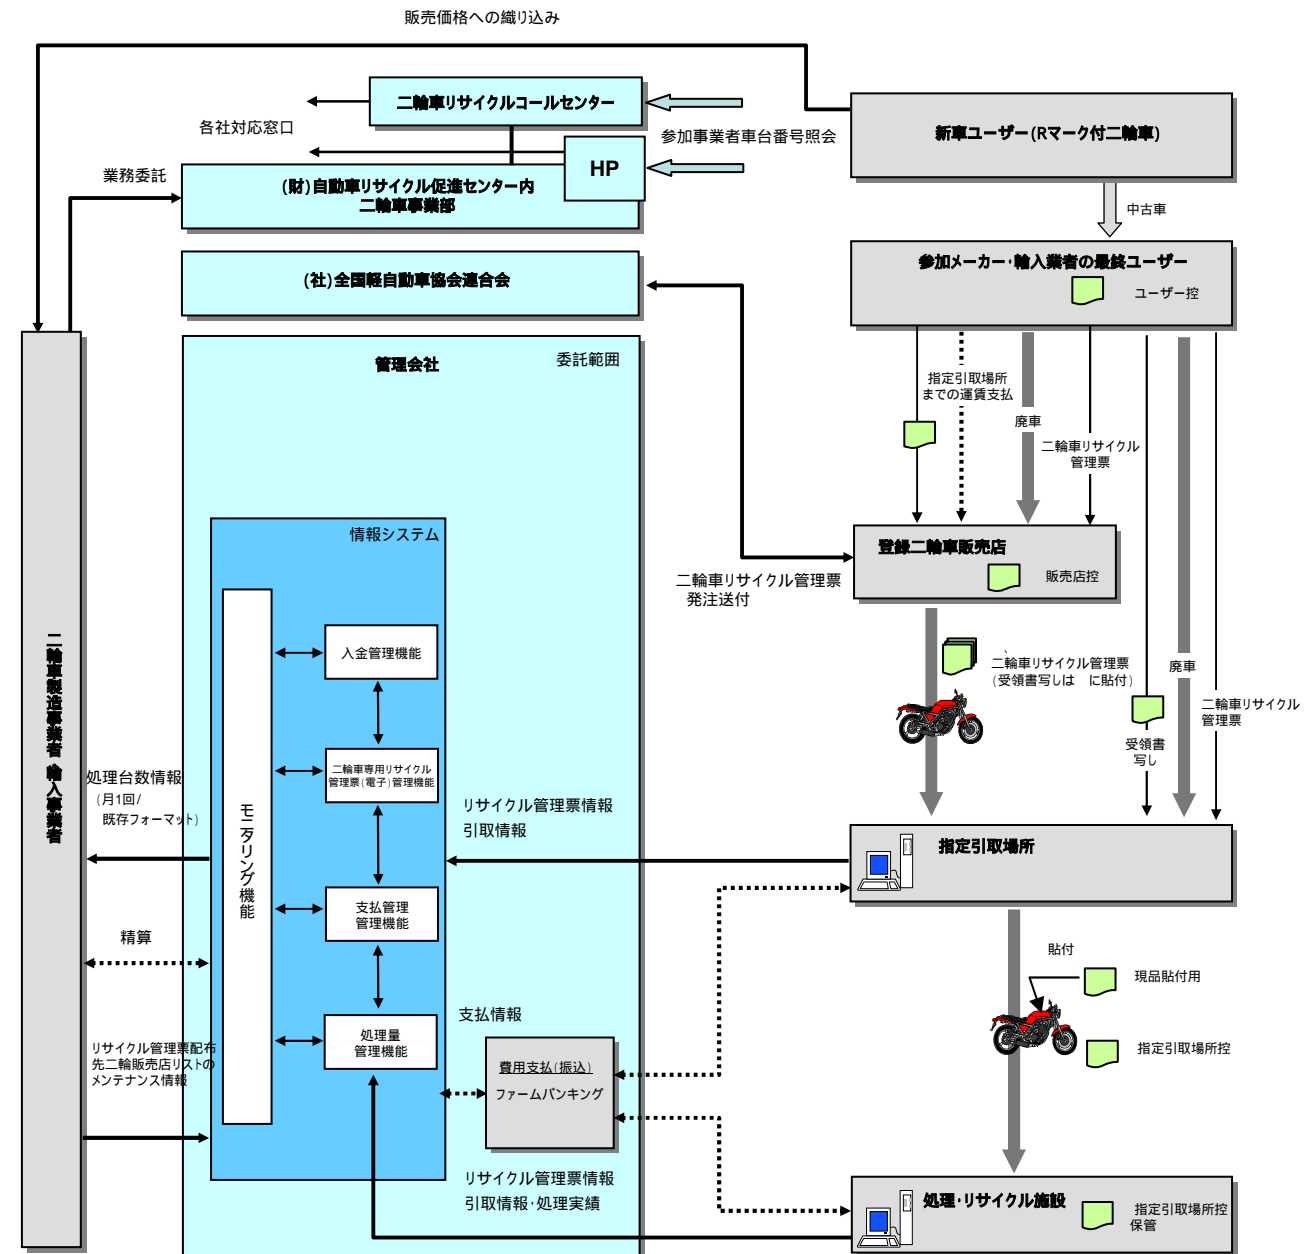 販売価格への織り込み
二輪車リサイクルコールセンター
各社対応窓口
参加事業者車台番号照会
新車ユーザー(Rマーク付二輪車)
HP
業務委託
(財)自動車リサイクル促進センター内
二輪車事業部
中古車
(社)全国軽自動車協会連合会
参加メーカー・輸入業者の最終ユーザー
ユーザー控
管理会社
委託範囲
指定引取場所
までの運賃支払
廃車
二輪車リサイクル
管理票
情報システム
登録二輪車販売店
販売店控
二輪車リサイクル管理票
発注送付
二輪車製造事業者 輸入事業者
入金管理機能
、
二輪車リサイクル管理票
(受領書写しは　に貼付)
廃車
二輪車リサイクル
管理票
受領書
写し
処理台数情報
(月1回/
既存フォーマット)
モニタリング機能
二輪車専用リサイクル
管理票(電子)管理機能
リサイクル管理票情報
引取情報
指定引取場所
支払管理
管理機能
精算
貼付
現品貼付用
支払情報
処理量
管理機能
リサイクル管理票配布
先二輪販売店リストの
メンテナンス情報
費用支払(振込)
ファームバンキング
指定引取場所控
リサイクル管理票情報
引取情報・処理実績
処理・リサイクル施設
指定引取場所控
保管